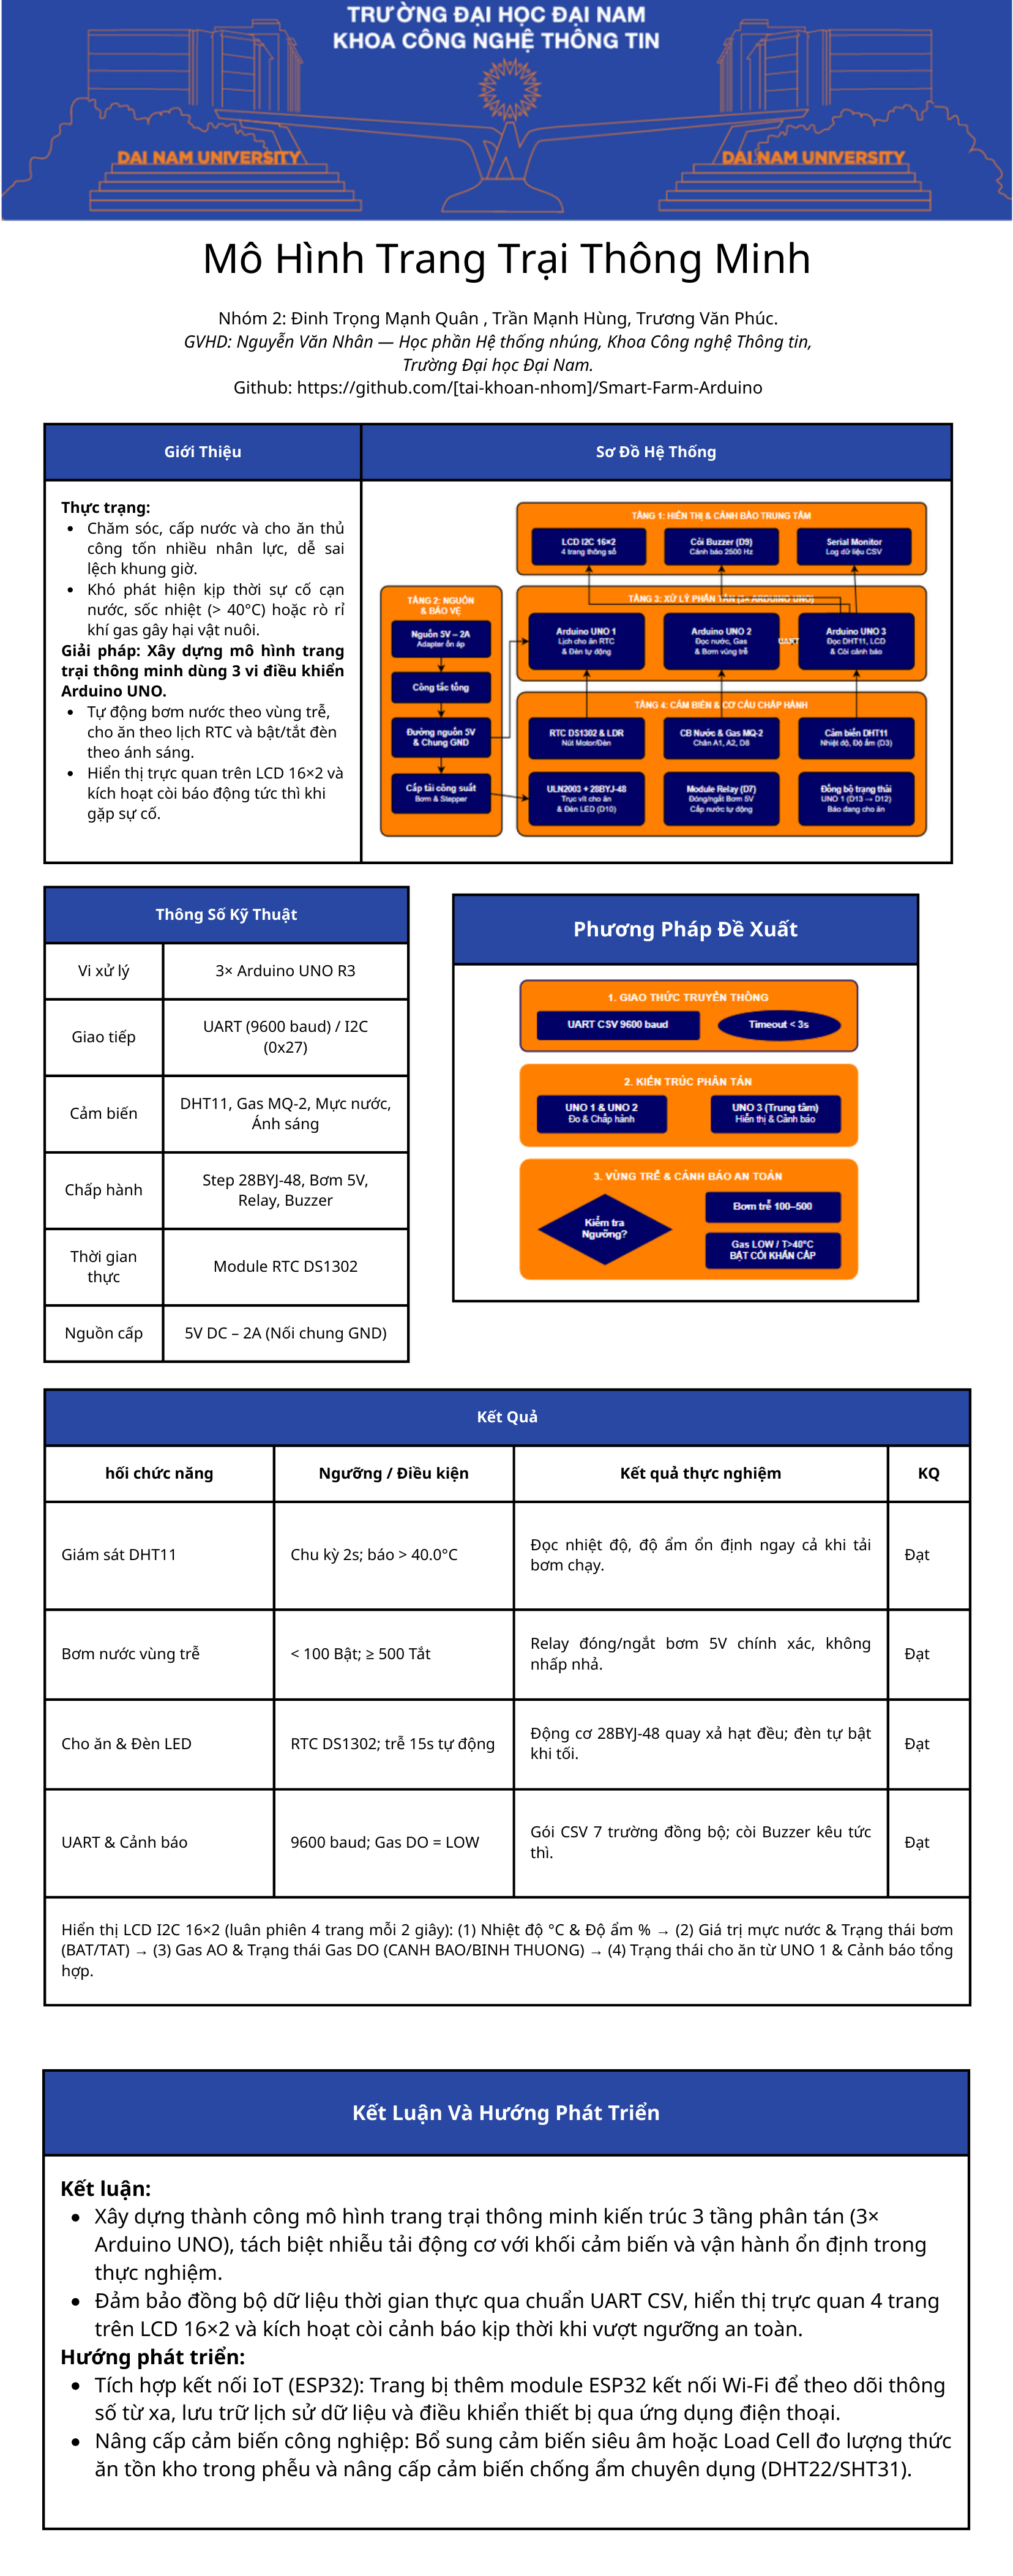 TRƯỜNG ĐẠI HỌC ĐẠI NAM
KHOA CÔNG NGHỆ THÔNG TIN
DAI NAM UNIVERSITY
DAI NAM UNIVERSITY
Mô Hình Trang Trại Thông Minh
Nhóm 2: Đinh Trọng Mạnh Quân , Trần Mạnh Hùng, Trương Văn Phúc.
GVHD: Nguyễn Văn Nhân — Học phần Hệ thống nhúng, Khoa Công nghệ Thông tin,
Trường Đại học Đại Nam.
Github: https://github.com/[tai-khoan-nhom]/Smart-Farm-Arduino
Giới Thiệu
Thực trạng:
• Chăm sóc, cấp nước và cho ăn thủ
công tốn nhiều nhân lực, dễ sai
lệch khung giờ.
• Khó phát hiện kịp thời sự cố cạn
nước, sốc nhiệt (> 40°C) hoặc rò rỉ
khí gas gây hại vật nuôi.
Giải pháp: Xây dựng mô hình trang
trại thông minh dùng 3 vi điều khiển
Arduino UNO.
• Tự động bơm nước theo vùng trễ,
cho ăn theo lịch RTC và bật/tắt đèn
theo ánh sáng.
• Hiển thị trực quan trên LCD 16×2 và
kích hoạt còi báo động tức thì khi
gặp sự cố.
Sơ Đồ Hệ Thống
TẦNG 1: HIỂN THỊ & CẢNH BÁO TRUNG TÂM
LCD I2C 16×2
4 trang thông số
Còi Buzzer (D9)
Cảnh báo 2500 Hz
Serial Monitor
Log dữ liệu CSV
TẦNG 2: NGUỒN
& BẢO VỆ
Nguồn 5V – 2A
Adapter ổn áp
Công tắc tổng
Đường nguồn 5V
& Chung GND
Cấp tải công suất
Bơm & Stepper
TẦNG 3: XỬ LÝ PHÂN TÁN (3× ARDUINO UNO)
Arduino UNO 1
Lịch cho ăn RTC
& Đèn tự động
Arduino UNO 2
Đọc nước, Gas
& Bơm vùng trễ
UART
Arduino UNO 3
Đọc DHT11, LCD
& Còi cảnh báo
TẦNG 4: CẢM BIẾN & CƠ CẤU CHẤP HÀNH
RTC DS1302 & LDR
Nút Motor/Đèn
CB Nước & Gas MQ-2
Chân A1, A2, D8
Cảm biến DHT11
Nhiệt độ, Độ ẩm (D3)
ULN2003 + 28BYJ-48
Trục vít cho ăn
& Đèn LED (D10)
Module Relay (D7)
Đóng/ngắt Bơm 5V
Cấp nước tự động
Đồng bộ trạng thái
UNO 1 (D13 → D12)
Báo đang cho ăn
Thông Số Kỹ Thuật
Vi xử lý
3× Arduino UNO R3
Giao tiếp
UART (9600 baud) / I2C
(0x27)
Cảm biến
DHT11, Gas MQ-2, Mực nước,
Ánh sáng
Chấp hành
Step 28BYJ-48, Bơm 5V,
Relay, Buzzer
Thời gian
thực
Module RTC DS1302
Nguồn cấp
5V DC – 2A (Nối chung GND)
Phương Pháp Đề Xuất
1. GIAO THỨC TRUYỀN THÔNG
UART CSV 9600 baud
Timeout < 3s
2. KIẾN TRÚC PHÂN TÁN
UNO 1 & UNO 2
Đo & Chấp hành
UNO 3 (Trung tâm)
Hiển thị & Cảnh báo
3. VÙNG TRỄ & CẢNH BÁO AN TOÀN
Kiểm tra
Ngưỡng?
Bơm trễ 100–500
Gas LOW / T>40°C
BẬT CÒI KHẨN CẤP
Kết Quả
hối chức năng
Ngưỡng / Điều kiện
Kết quả thực nghiệm
KQ
Giám sát DHT11
Chu kỳ 2s; báo > 40.0°C
Đọc nhiệt độ, độ ẩm ổn định ngay cả khi tải
bơm chạy.
Đạt
Bơm nước vùng trễ
< 100 Bật; ≥ 500 Tắt
Relay đóng/ngắt bơm 5V chính xác, không
nhấp nhả.
Đạt
Cho ăn & Đèn LED
RTC DS1302; trễ 15s tự động
Động cơ 28BYJ-48 quay xả hạt đều; đèn tự bật
khi tối.
Đạt
UART & Cảnh báo
9600 baud; Gas DO = LOW
Gói CSV 7 trường đồng bộ; còi Buzzer kêu tức
thì.
Đạt
Hiển thị LCD I2C 16×2 (luân phiên 4 trang mỗi 2 giây): (1) Nhiệt độ °C & Độ ẩm % → (2) Giá trị mực nước & Trạng thái bơm
(BAT/TAT) → (3) Gas AO & Trạng thái Gas DO (CANH BAO/BINH THUONG) → (4) Trạng thái cho ăn từ UNO 1 & Cảnh báo tổng
hợp.
Kết Luận Và Hướng Phát Triển
Kết luận:
• Xây dựng thành công mô hình trang trại thông minh kiến trúc 3 tầng phân tán (3×
Arduino UNO), tách biệt nhiễu tải động cơ với khối cảm biến và vận hành ổn định trong
thực nghiệm.
• Đảm bảo đồng bộ dữ liệu thời gian thực qua chuẩn UART CSV, hiển thị trực quan 4 trang
trên LCD 16×2 và kích hoạt còi cảnh báo kịp thời khi vượt ngưỡng an toàn.
Hướng phát triển:
• Tích hợp kết nối IoT (ESP32): Trang bị thêm module ESP32 kết nối Wi-Fi để theo dõi thông
số từ xa, lưu trữ lịch sử dữ liệu và điều khiển thiết bị qua ứng dụng điện thoại.
• Nâng cấp cảm biến công nghiệp: Bổ sung cảm biến siêu âm hoặc Load Cell đo lượng thức
ăn tồn kho trong phễu và nâng cấp cảm biến chống ẩm chuyên dụng (DHT22/SHT31).